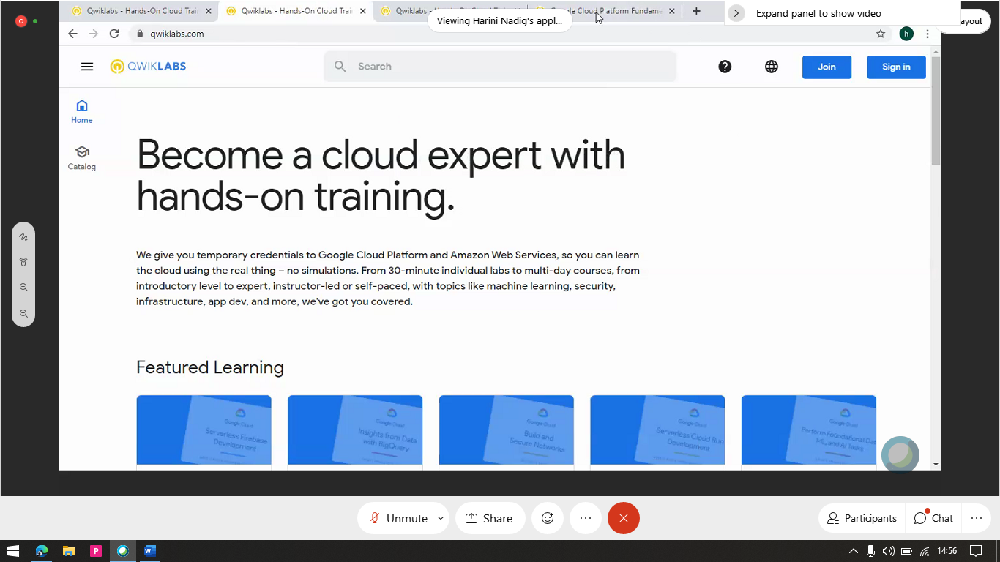 Qwiklabs - Hands-On Cloud Train
Qwiklabs - Hands-On Cloud Train
Qwiklabs - H
gle Cloud Platform Fundame
Viewing Harini Nadig's appl...
Expand panel to show video
ayout
qwiklabs.com
h
QWIKLABS
Search
Join
Sign in
Home
Catalog
Become a cloud expert with
hands-on training.
We give you temporary credentials to Google Cloud Platform and Amazon Web Services, so you can learn
the cloud using the real thing – no simulations. From 30-minute individual labs to multi-day courses, from
introductory level to expert, instructor-led or self-paced, with topics like machine learning, security,
infrastructure, app dev, and more, we've got you covered.
Featured Learning
Google Cloud
Serverless Firebase
Development
Google Cloud
Insights from Data
with BigQuery
Google Cloud
Build and
Secure Networks
Google Cloud
Serverless Cloud Run
Development
Google Cloud
Perform Foundational Dat
ML, and AI Tasks
Unmute
Share
Participants
Chat
P
14:56